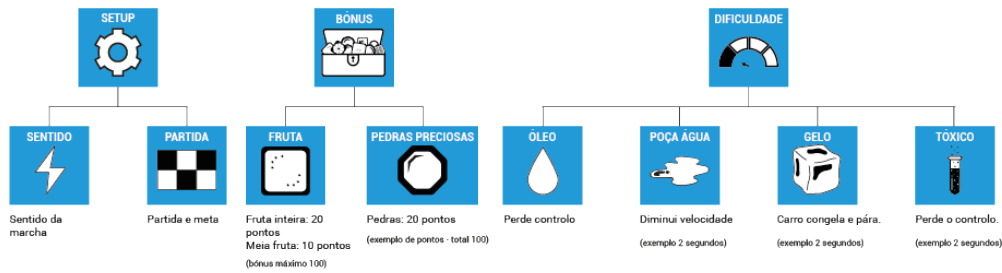 SETUP
BÓNUS
DIFICULDADE
SENTIDO
PARTIDA
FRUTA
PEDRAS PRECIOSAS
ÓLEO
POÇA ÁGUA
GELO
TÓXICO
Sentido da
marcha
Partida e meta
Fruta inteira: 20
pontos
Meia fruta: 10 pontos
(bónus máximo 100)
Pedras: 20 pontos
(exemplo de pontos - total 100)
Perde controlo
Diminui velocidade
(exemplo 2 segundos)
Carro congela e pára.
(exemplo 2 segundos)
Perde o controlo.
(exemplo 2 segundos)